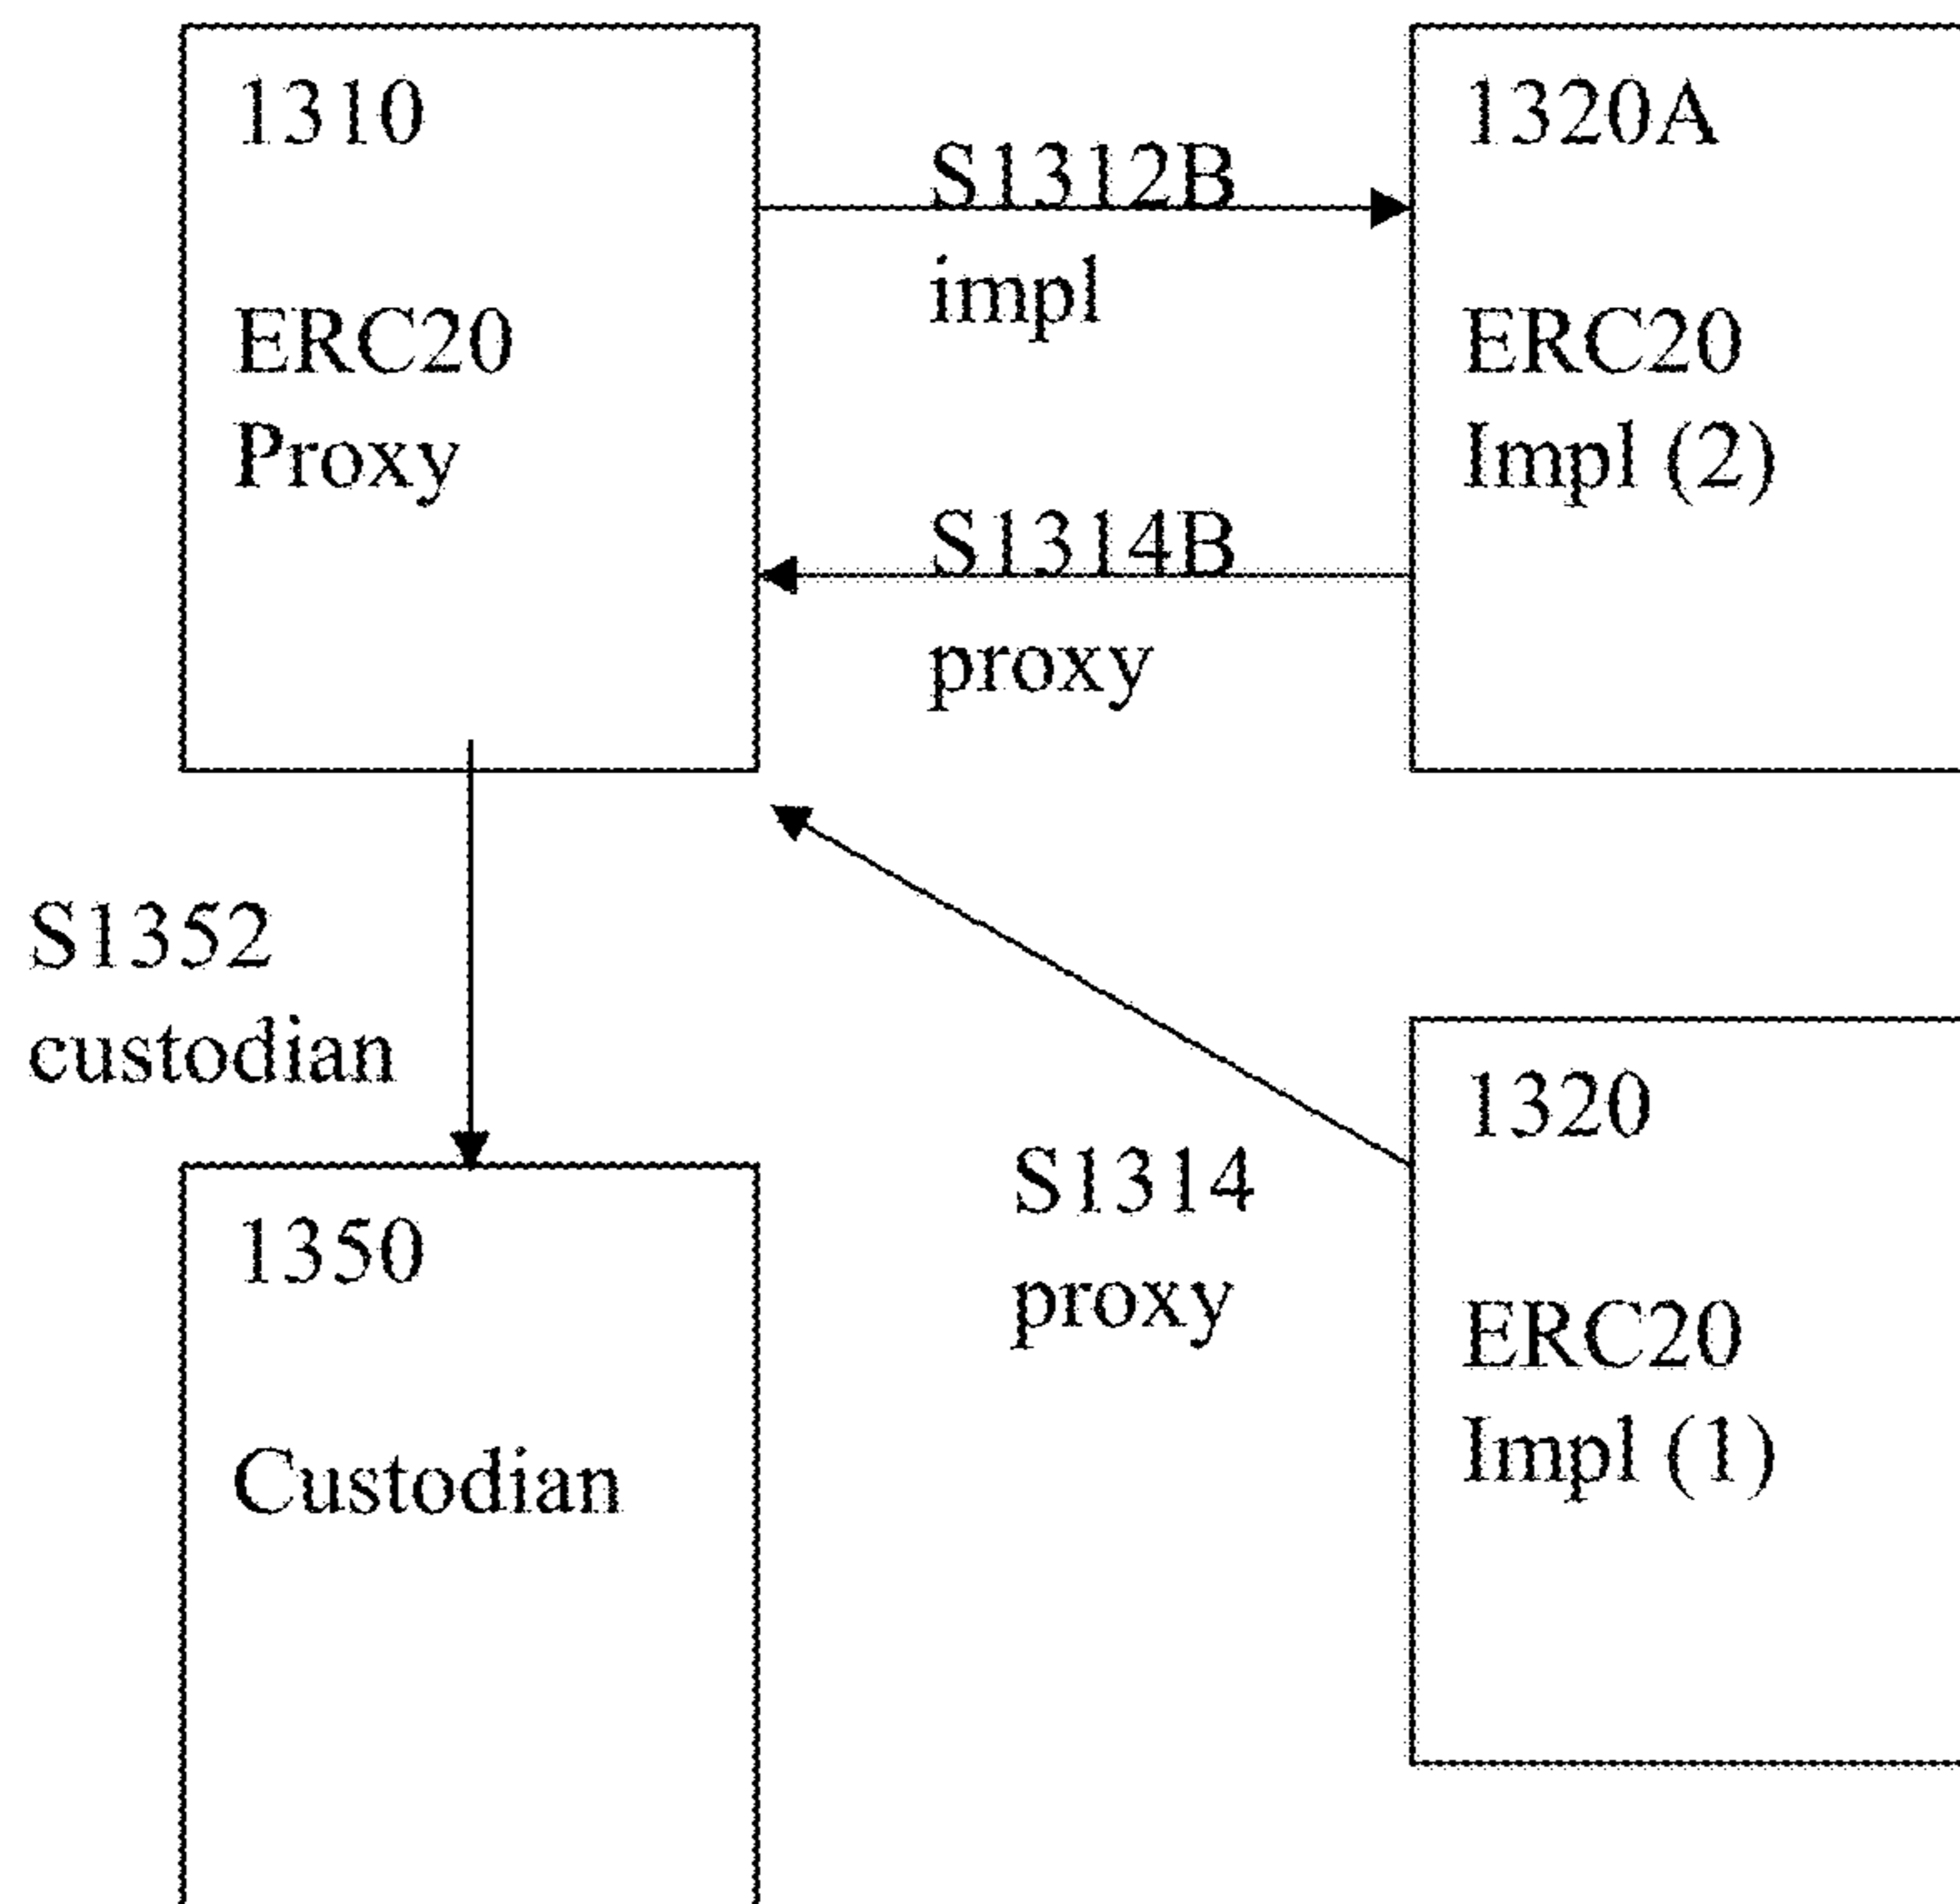 1310
ERC20
Proxy
S1312B
impl
S1314B
proxy
1320A
ERC20
Impl (2)
S1352
custodian
1350
Custodian
S1314
proxy
1320
ERC20
Impl (1)